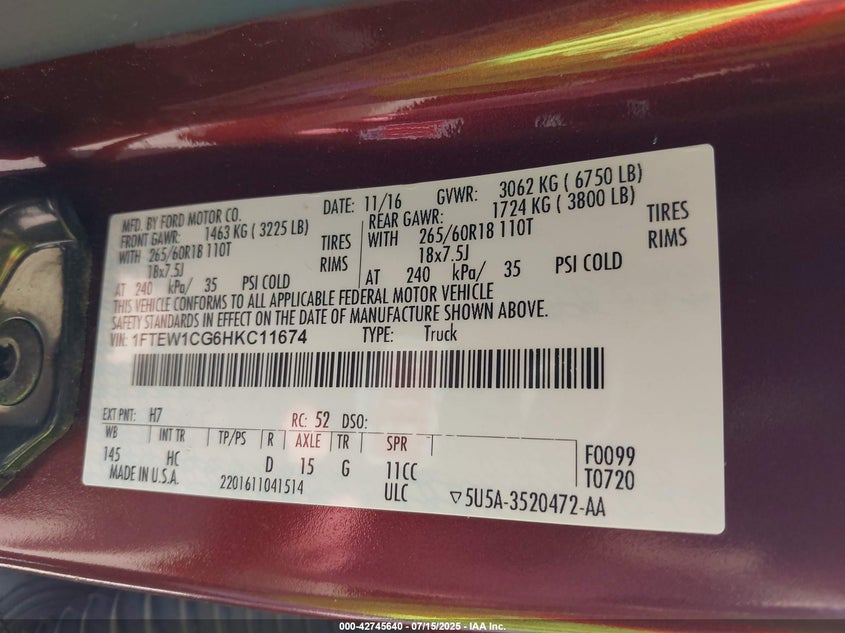 MFD. BY FORD MOTOR CO. DATE: 11/16 GVWR: 3062 KG ( 6750 LB)
FRONT GAWR: 1463 KG ( 3225 LB) REAR GAWR: 1724 KG ( 3800 LB)
WITH 265/60R18 110T TIRES WITH 265/60R18 110T TIRES
18x7.5J RIMS 18x7.5J RIMS
AT 240 kPa/ 35 PSI COLD AT 240 kPa/ 35 PSI COLD
THIS VEHICLE CONFORMS TO ALL APPLICABLE FEDERAL MOTOR VEHICLE
SAFETY STANDARDS IN EFFECT ON THE DATE OF MANUFACTURE SHOWN ABOVE.
VIN: 1FTEW1CG6HKC11674 TYPE: Truck
EXT PNT: H7 RC: 52 DSO:
WB INT TR TP/PS R AXLE TR SPR F0099
145 HC D 15 G 11CC T0720
MADE IN U.S.A. 2201611041514 ULC ▽5U5A-3520472-AA
000-42745640 - 07/15/2025 - IAA Inc.